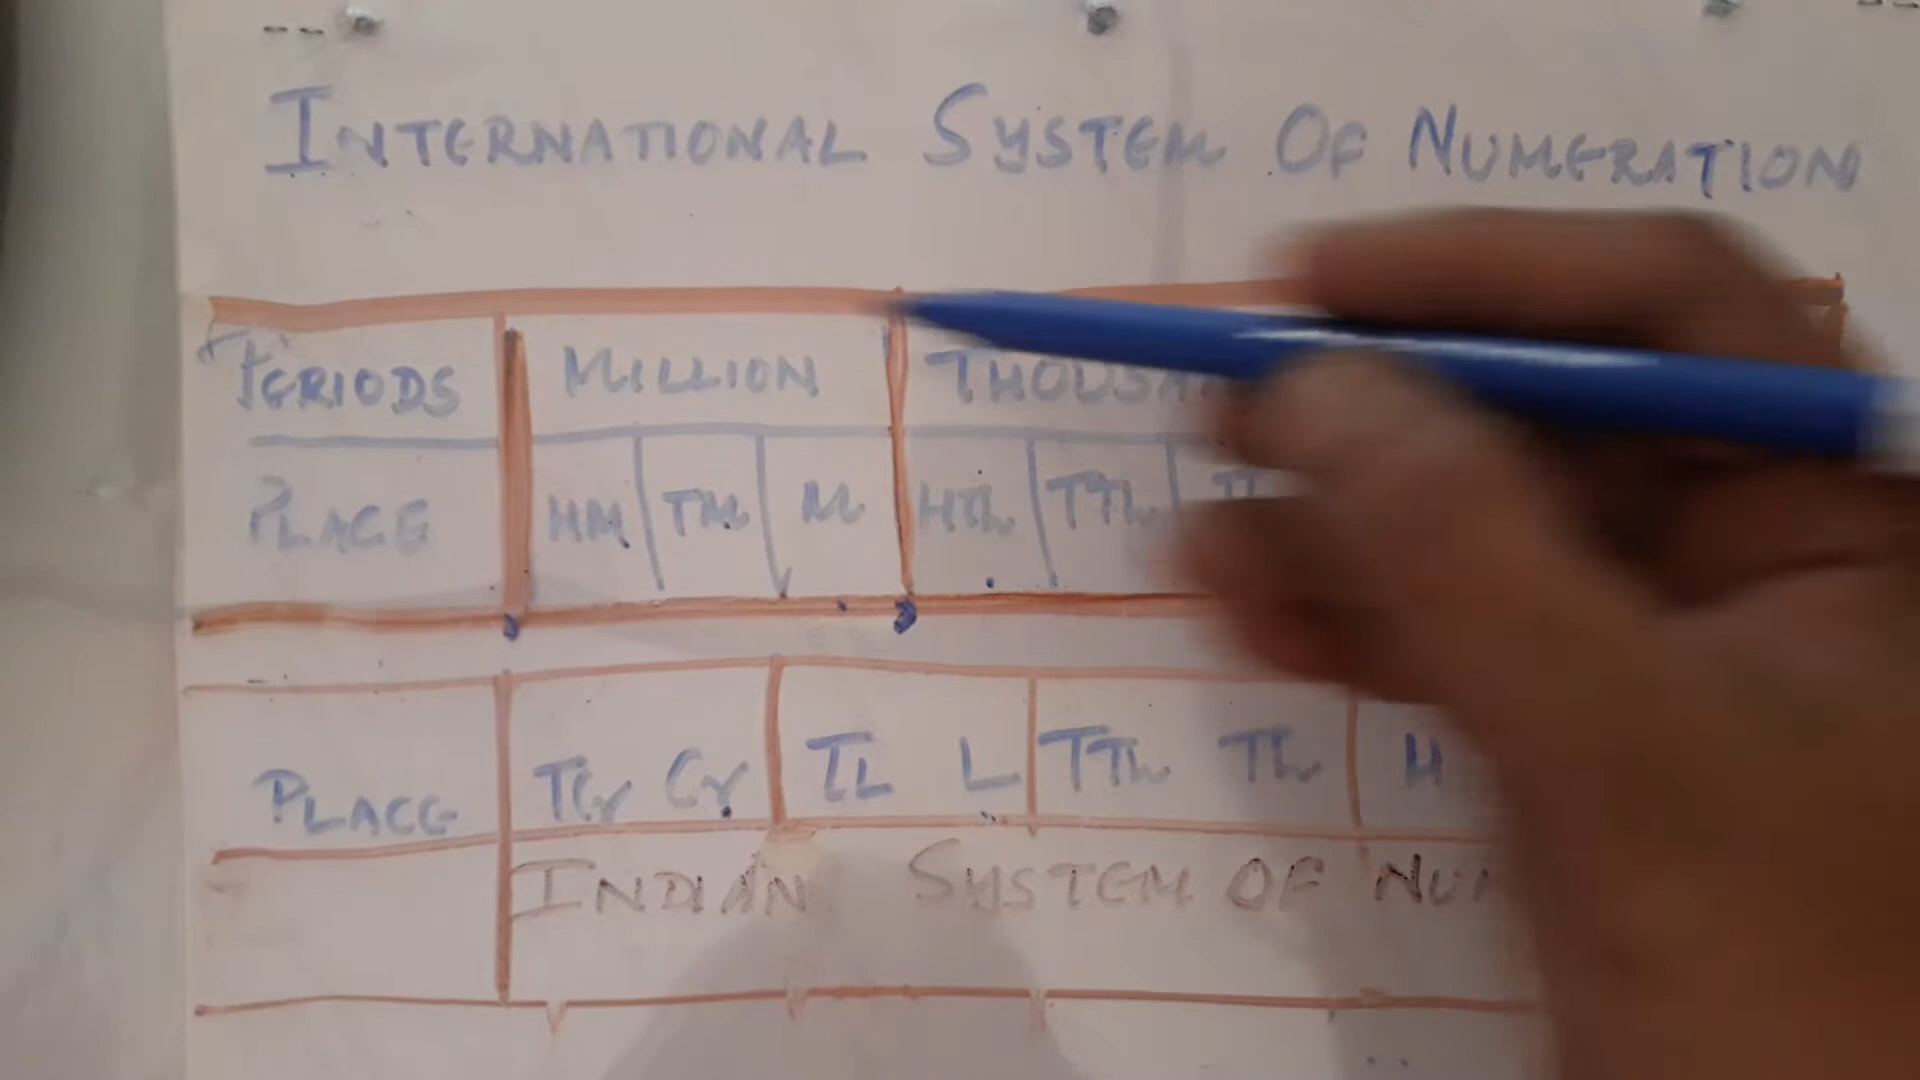 INTERNATIONAL SYSTEM OF NUMERATION
PERIODS MILLION
PLACE HM TM M HTh TTh
PLACE TCr Cr TL L TTh Th H
INDIAN SYSTEM OF